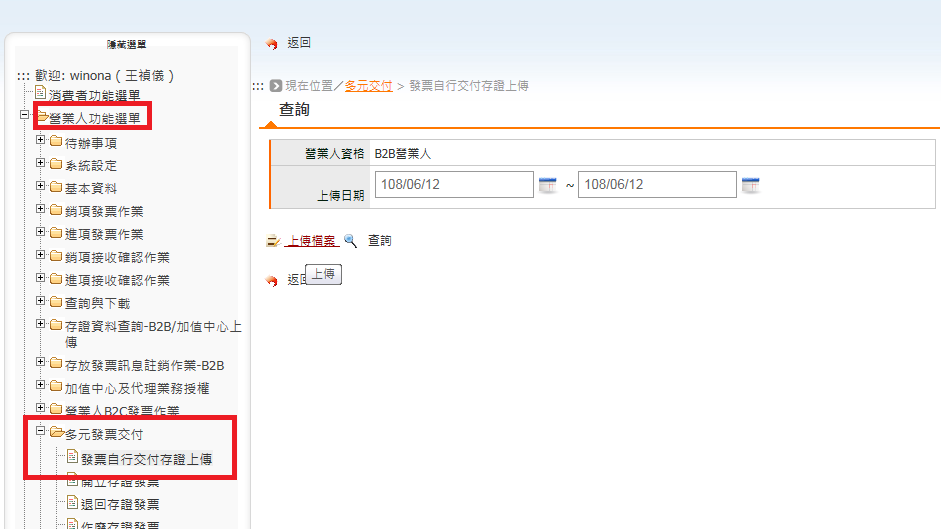 隱藏選單
::: 歡迎: winona ( 王禎儀 )
消費者功能選單
營業人功能選單
待辦事項
系統設定
基本資料
銷項發票作業
進項發票作業
銷項接收確認作業
進項接收確認作業
查詢與下載
存證資料查詢-B2B/加值中心上
傳
存放發票訊息註銷作業-B2B
加值中心及代理業務授權
營業人B2C發票作業
多元發票交付
發票自行交付存證上傳
開立存證發票
退回存證發票
作廢存證發票
返回
::: 現在位置／多元交付 > 發票自行交付存證上傳
查詢
營業人資格 B2B營業人
上傳日期 108/06/12 ~ 108/06/12
上傳檔案 查詢
返回
上傳